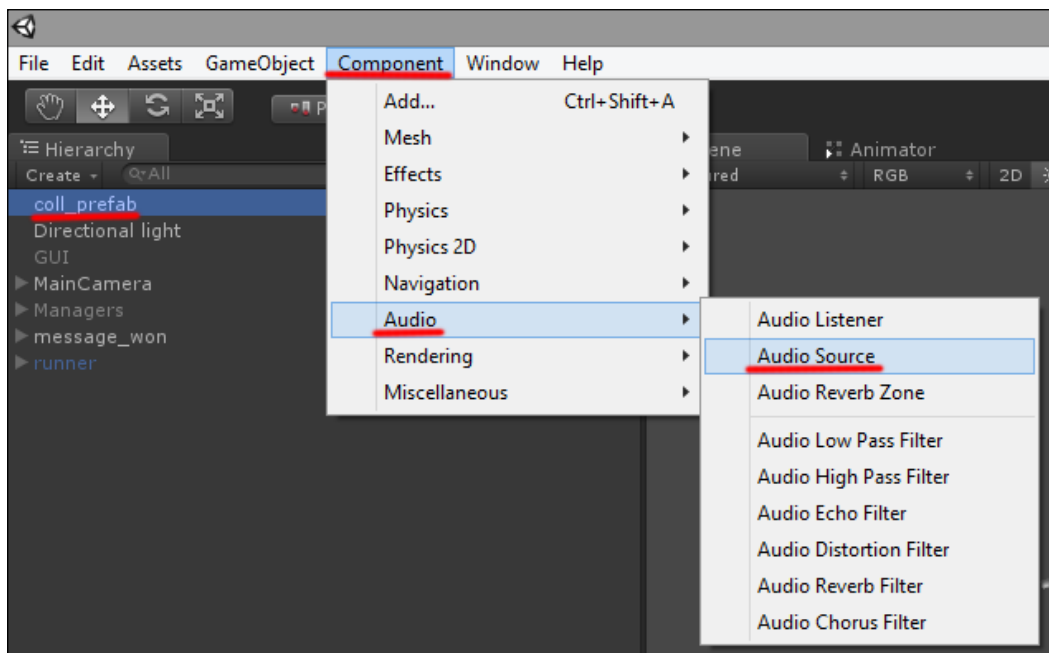 File Edit Assets GameObject Component Window Help
Add... Ctrl+Shift+A
Mesh
Effects
Physics
Physics 2D
Navigation
Audio
Rendering
Miscellaneous
Audio Listener
Audio Source
Audio Reverb Zone
Audio Low Pass Filter
Audio High Pass Filter
Audio Echo Filter
Audio Distortion Filter
Audio Reverb Filter
Audio Chorus Filter
P
Hierarchy
Create All
coll_prefab
Directional light
GUI
MainCamera
Managers
message_won
runner
ene Animator
red RGB 2D